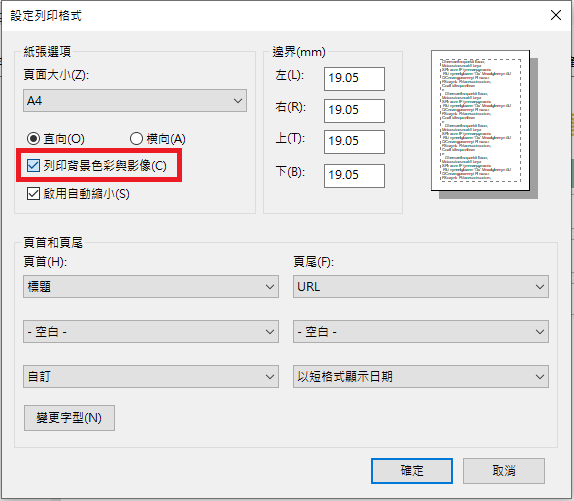 設定列印格式
紙張選項
頁面大小(Z):
A4
直向(O)
橫向(A)
列印背景色彩與影像(C)
啟用自動縮小(S)
邊界(mm)
左(L): 19.05
右(R): 19.05
上(T): 19.05
下(B): 19.05
頁首和頁尾
頁首(H):
標題
- 空白 -
自訂
頁尾(F):
URL
- 空白 -
以短格式顯示日期
變更字型(N)
確定
取消